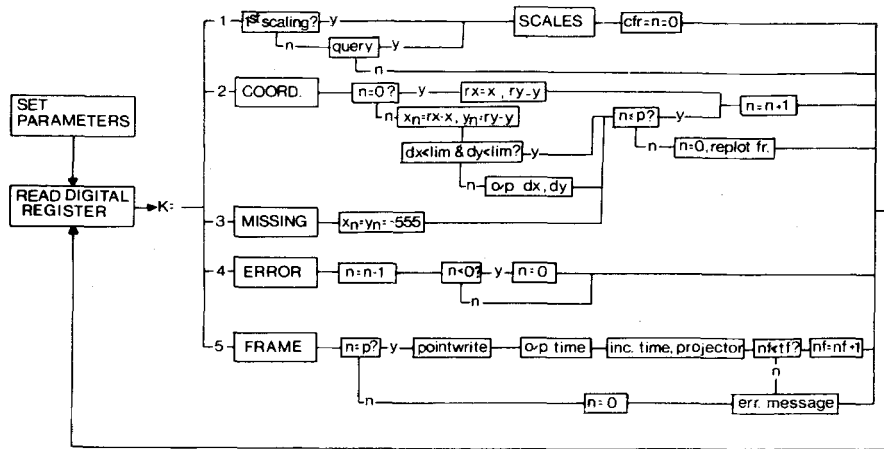 1 1st scaling? y SCALES cfr=n=0
n query y
n
2 COORD. n=0? y rx=x, ry-y n=n+1
SET PARAMETERS
n xn=rx-x, yn=ry-y n≤p? y
dx<lim & dy<lim? y n n=0, replot fr.
n o/p dx, dy
READ DIGITAL REGISTER K=
3 MISSING xn=yn=-555
4 ERROR n=n-1 n<0? y n=0
n
5 FRAME n=p? y pointwrite o/p time inc. time, projector nf<tf? nf=nf+1
n
n n=0 err. message